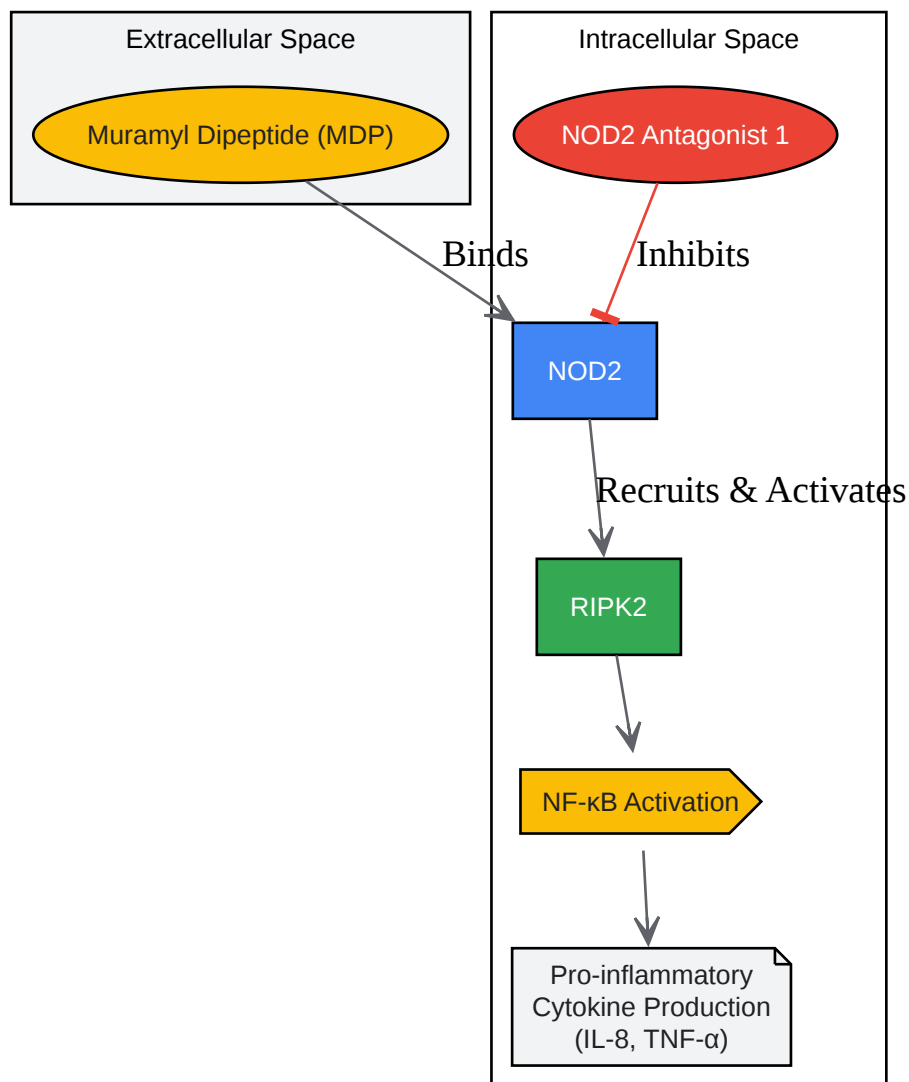 Extracellular Space
Intracellular Space
Muramyl Dipeptide (MDP)
NOD2 Antagonist 1
Binds
Inhibits
NOD2
Recruits & Activates
RIPK2
NF-κB Activation
Pro-inflammatory
Cytokine Production
(IL-8, TNF-α)